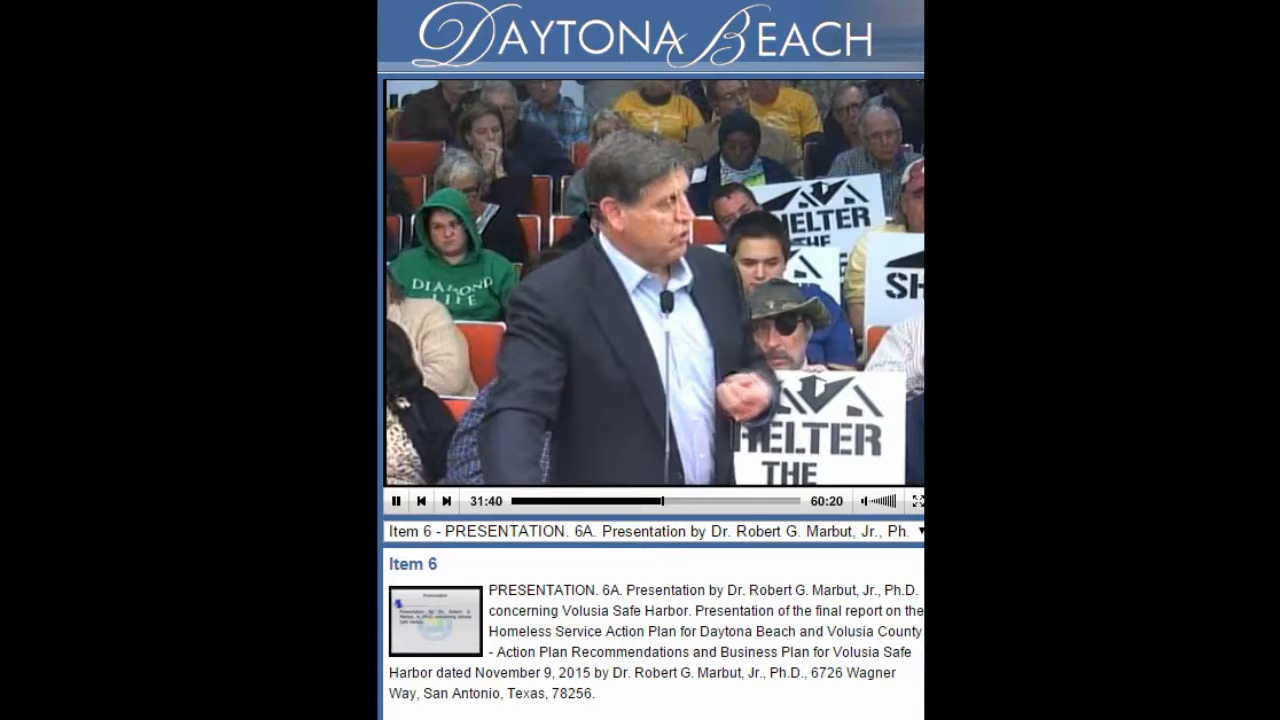 DAYTONA BEACH
DIAMOND
LIFE
HELTER
THE
SH
HELTER
THE
31:40
60:20
Item 6 - PRESENTATION. 6A. Presentation by Dr. Robert G. Marbut, Jr., Ph.
Item 6
PRESENTATION. 6A. Presentation by Dr. Robert G. Marbut, Jr., Ph.D.
concerning Volusia Safe Harbor. Presentation of the final report on the
Homeless Service Action Plan for Daytona Beach and Volusia County
- Action Plan Recommendations and Business Plan for Volusia Safe
Harbor dated November 9, 2015 by Dr. Robert G. Marbut, Jr., Ph.D., 6726 Wagner
Way, San Antonio, Texas, 78256.